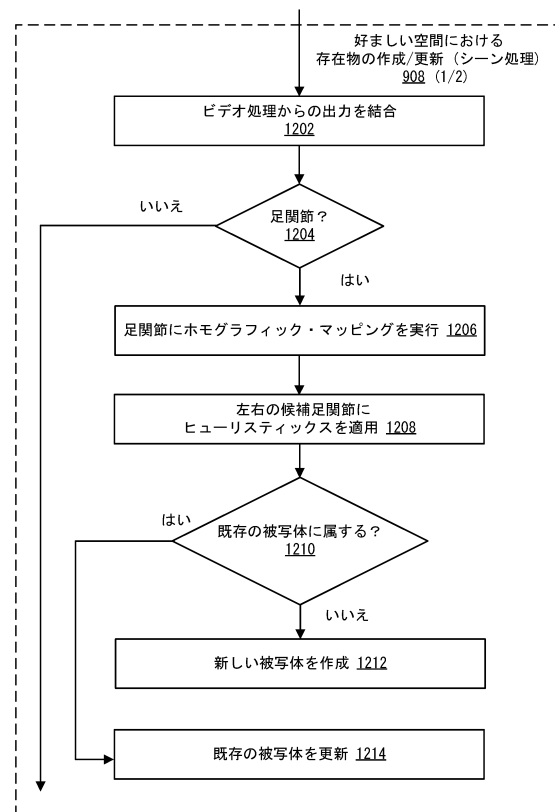 好ましい空間における
存在物の作成/更新（シーン処理）
908 (1/2)
ビデオ処理からの出力を結合
1202
いいえ
足関節？
1204
はい
足関節にホモグラフィック・マッピングを実行 1206
左右の候補足関節に
ヒューリスティックスを適用 1208
はい
既存の被写体に属する？
1210
いいえ
新しい被写体を作成 1212
既存の被写体を更新 1214